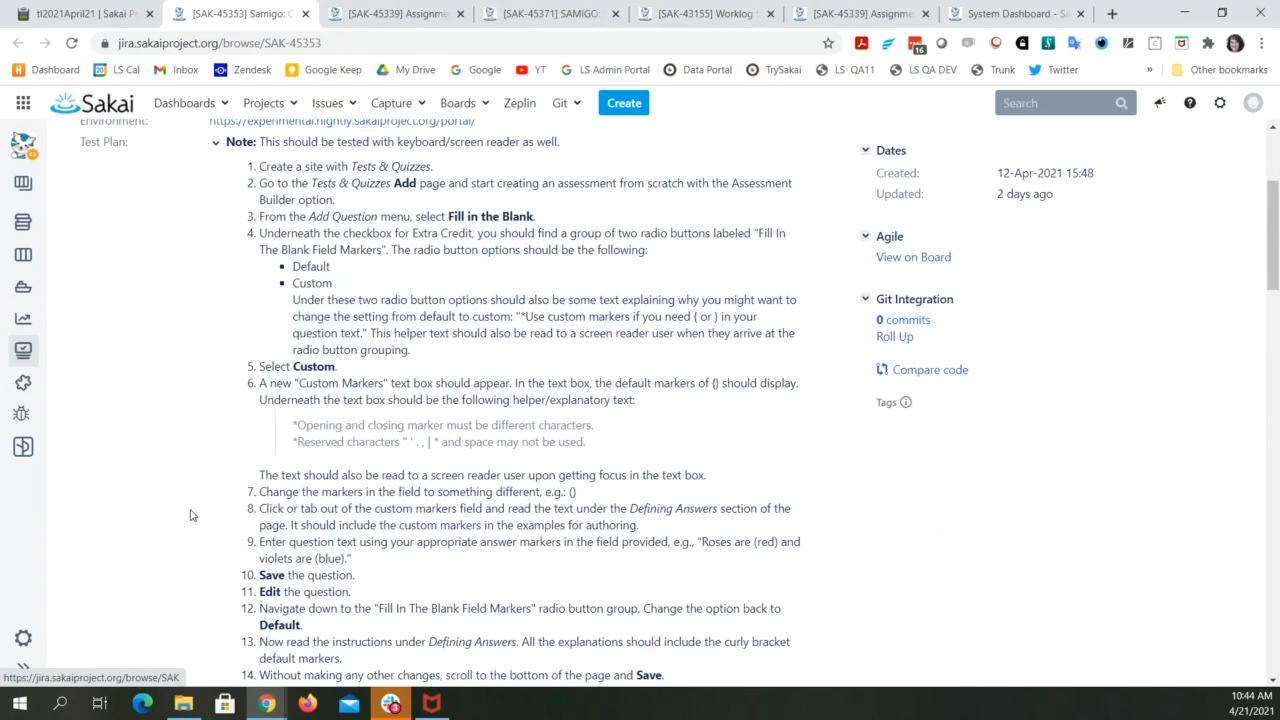 tl2021April21 | Sakai P
[SAK-45353] Samigo: C
[SAK-45339] Assignme
[SAK-45371] SAMIGO:
[SAK-43155] Worklog t
[SAK-45339] Assignme
System Dashboard - S
jira.sakaiproject.org/browse/SAK-45353
16
Dashboard
LS Cal
Inbox
Zendesk
Google Keep
My Drive
Google
YT
LS Admin Portal
Data Portal
TrySakai
LS QA11
LS QA DEV
Trunk
Twitter
»
Other bookmarks
Sakai
Dashboards
Projects
Issues
Capture
Boards
Zeplin
Git
Create
Search
Environment:
https://experimental.nightly.sakaiproject.org/portal/
Test Plan:
Note: This should be tested with keyboard/screen reader as well.
1. Create a site with Tests & Quizzes.
2. Go to the Tests & Quizzes Add page and start creating an assessment from scratch with the Assessment
Builder option.
3. From the Add Question menu, select Fill in the Blank.
4. Underneath the checkbox for Extra Credit, you should find a group of two radio buttons labeled "Fill In
The Blank Field Markers". The radio button options should be the following:
Default
Custom
Under these two radio button options should also be some text explaining why you might want to
change the setting from default to custom: "*Use custom markers if you need { or } in your
question text." This helper text should also be read to a screen reader user when they arrive at the
radio button grouping.
5. Select Custom.
6. A new "Custom Markers" text box should appear. In the text box, the default markers of {} should display.
Underneath the text box should be the following helper/explanatory text:
*Opening and closing marker must be different characters.
*Reserved characters " ' . , | * and space may not be used.
The text should also be read to a screen reader user upon getting focus in the text box.
7. Change the markers in the field to something different, e.g.: ()
8. Click or tab out of the custom markers field and read the text under the Defining Answers section of the
page. It should include the custom markers in the examples for authoring.
9. Enter question text using your appropriate answer markers in the field provided, e.g., "Roses are (red) and
violets are (blue)."
10. Save the question.
11. Edit the question.
12. Navigate down to the "Fill In The Blank Field Markers" radio button group. Change the option back to
Default.
13. Now read the instructions under Defining Answers. All the explanations should include the curly bracket
default markers.
14. Without making any other changes, scroll to the bottom of the page and Save.
Dates
Created: 12-Apr-2021 15:48
Updated: 2 days ago
Agile
View on Board
Git Integration
0 commits
Roll Up
Compare code
Tags
https://jira.sakaiproject.org/browse/SAK
10:44 AM
4/21/2021